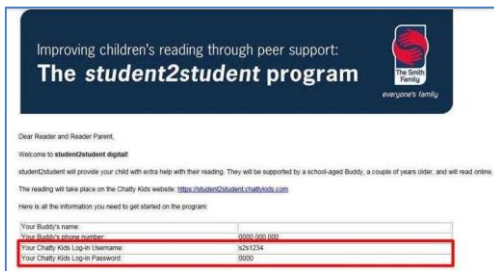 Improving children's reading through peer support:
The student2student program
The Smith
Family
everyone's family
Dear Reader and Reader Parent,
Welcome to student2student digital!
student2student will provide your child with extra help with their reading. They will be supported by a school-aged Buddy, a couple of years older, and will read online.
The reading will take place on the Chatty Kids website: https://student2student.chattykids.com
Here is all the information you need to get started on the program:
Your Buddy's name:
Your Buddy's phone number: 0000 000 000
Your Chatty Kids Log-in Username: s2s1234
Your Chatty Kids Log-in Password: 0000